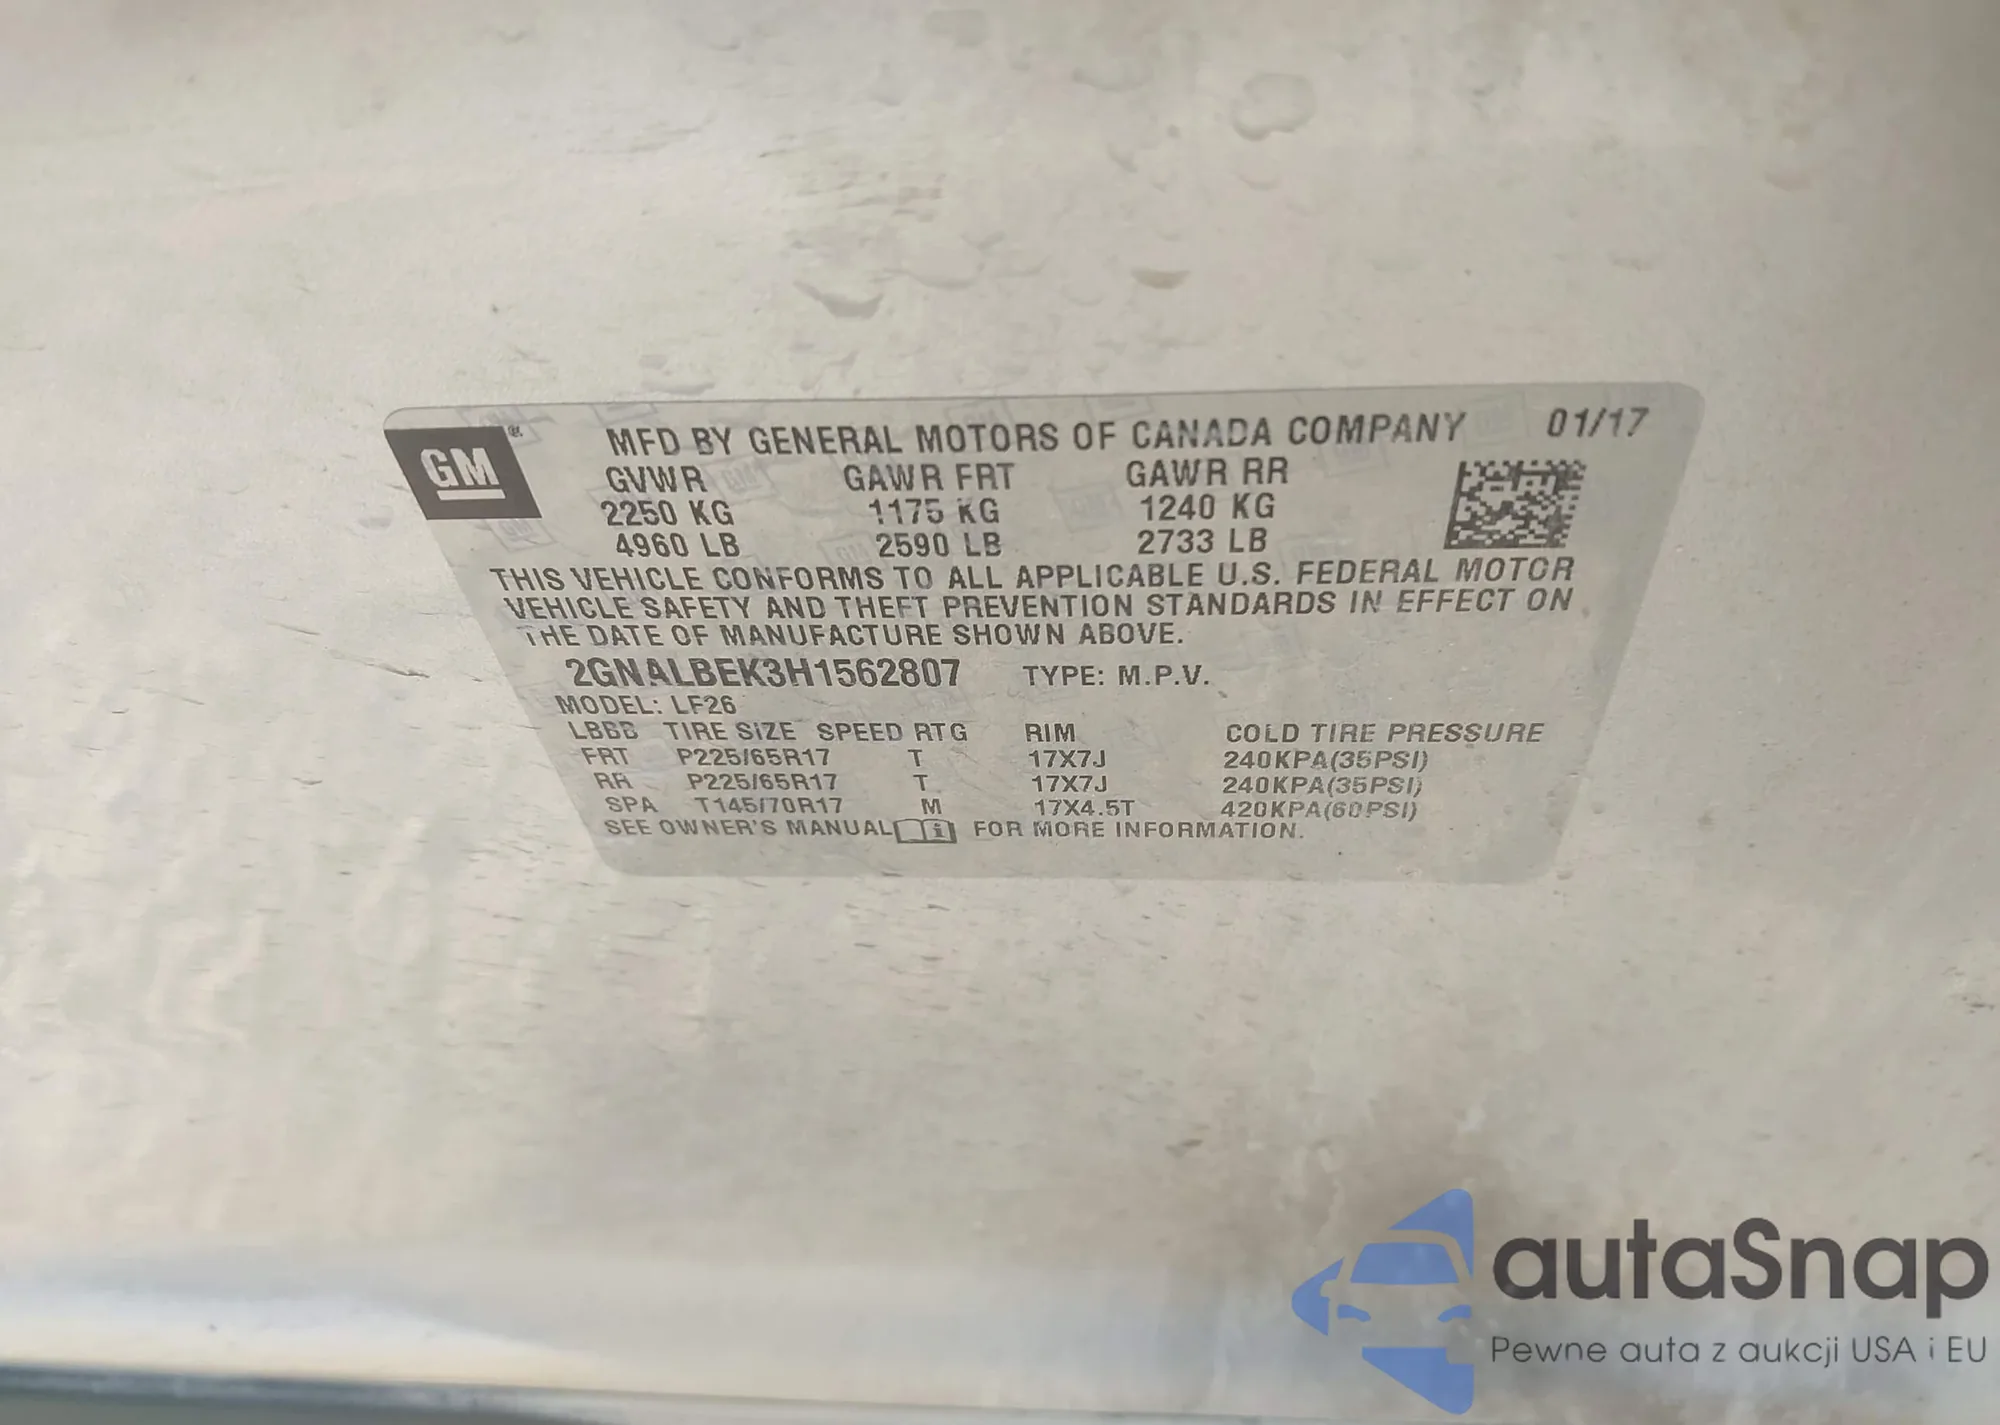 GM®
MFD BY GENERAL MOTORS OF CANADA COMPANY 01/17
GVWR GAWR FRT GAWR RR
2250 KG 1175 KG 1240 KG
4960 LB 2590 LB 2733 LB
THIS VEHICLE CONFORMS TO ALL APPLICABLE U.S. FEDERAL MOTOR
VEHICLE SAFETY AND THEFT PREVENTION STANDARDS IN EFFECT ON
THE DATE OF MANUFACTURE SHOWN ABOVE.
2GNALBEK3H1562807 TYPE: M.P.V.
MODEL: LF26
LBBB TIRE SIZE SPEED RTG RIM COLD TIRE PRESSURE
FRT P225/65R17 T 17X7J 240KPA(35PSI)
RR P225/65R17 T 17X7J 240KPA(35PSI)
SPA T145/70R17 M 17X4.5T 420KPA(60PSI)
SEE OWNER'S MANUAL FOR MORE INFORMATION.
autaSnap
Pewne auta z aukcji USA i EU